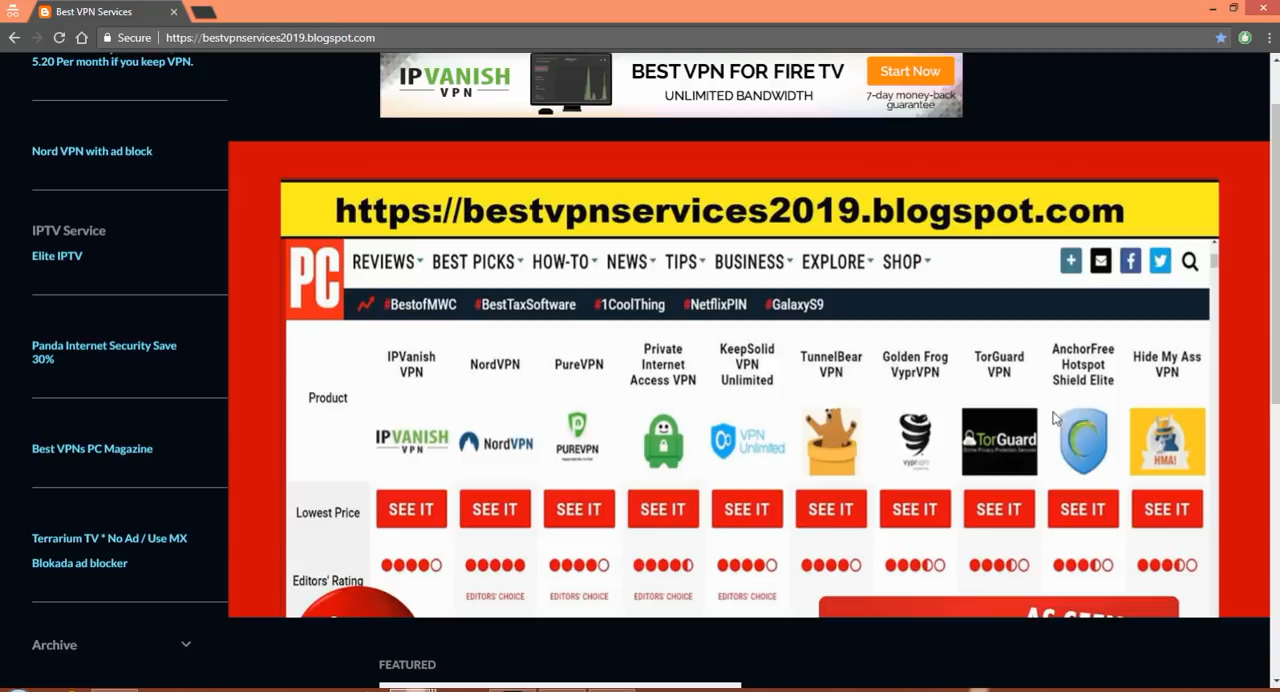 Best VPN Services
Secure https://bestvpnservices2019.blogspot.com
5.20 Per month if you keep VPN.
Nord VPN with ad block
IPTV Service
Elite IPTV
Panda Internet Security Save
30%
Best VPNs PC Magazine
Terrarium TV * No Ad / Use MX
Blokada ad blocker
Archive
IPVANISH
VPN
BEST VPN FOR FIRE TV
UNLIMITED BANDWIDTH
Start Now
7-day money-back
guarantee
https://bestvpnservices2019.blogspot.com
PC
REVIEWS BEST PICKS HOW-TO NEWS TIPS BUSINESS EXPLORE SHOP
#BestofMWC #BestTaxSoftware #1CoolThing #NetflixPIN #GalaxyS9
Product
IPVanish
VPN
NordVPN
PureVPN
Private
Internet
Access VPN
KeepSolid
VPN
Unlimited
TunnelBear
VPN
Golden Frog
VyprVPN
TorGuard
VPN
AnchorFree
Hotspot
Shield Elite
Hide My Ass
VPN
IPVANISH
VPN
NordVPN
PUREVPN
VPN
Unlimited
vyprvpn
TorGuard
HMA!
Lowest Price
SEE IT SEE IT SEE IT SEE IT SEE IT SEE IT SEE IT SEE IT SEE IT SEE IT
Editors' Rating
EDITORS' CHOICE EDITORS' CHOICE EDITORS' CHOICE EDITORS' CHOICE
AS SEEN
FEATURED